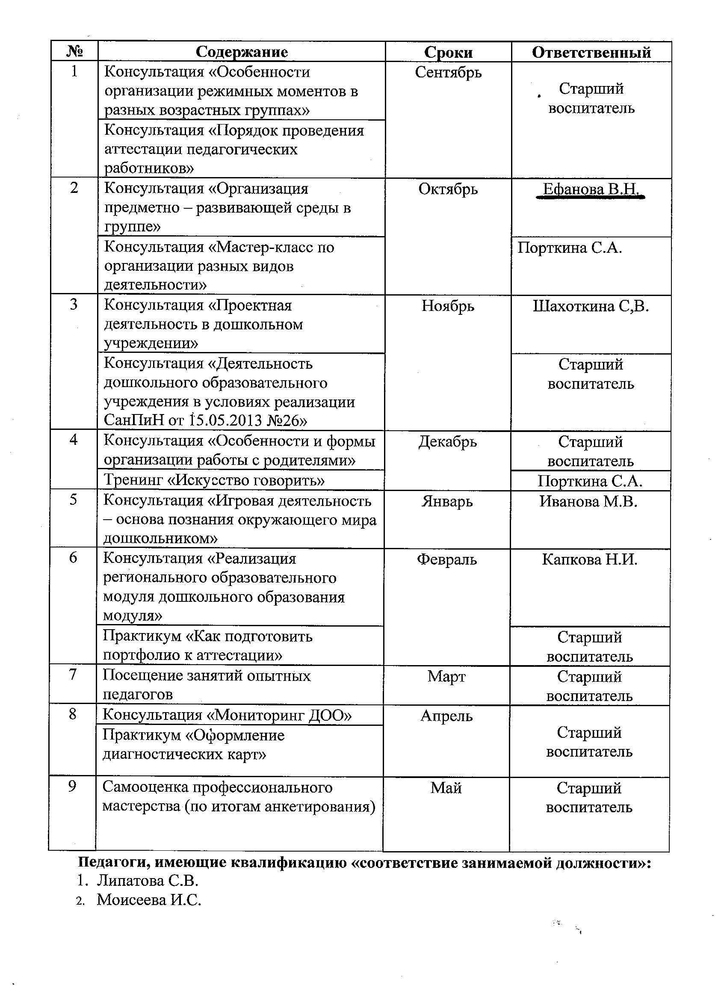 № Содержание Сроки Ответственный
1 Консультация «Особенности Сентябрь
организации режимных моментов в Старший
разных возрастных группах» воспитатель
Консультация «Порядок проведения
аттестации педагогических
работников»
2 Консультация «Организация Октябрь Ефанова В.Н.
предметно – развивающей среды в
группе»
Консультация «Мастер-класс по Порткина С.А.
организации разных видов
деятельности»
3 Консультация «Проектная Ноябрь Шахоткина С,В.
деятельность в дошкольном
учреждении»
Консультация «Деятельность Старший
дошкольного образовательного воспитатель
учреждения в условиях реализации
СанПиН от 15.05.2013 №26»
4 Консультация «Особенности и формы Декабрь Старший
организации работы с родителями» воспитатель
Тренинг «Искусство говорить» Порткина С.А.
5 Консультация «Игровая деятельность Январь Иванова М.В.
– основа познания окружающего мира
дошкольником»
6 Консультация «Реализация Февраль Капкова Н.И.
регионального образовательного
модуля дошкольного образования
модуля»
Практикум «Как подготовить Старший
портфолио к аттестации» воспитатель
7 Посещение занятий опытных Март Старший
педагогов воспитатель
8 Консультация «Мониторинг ДОО» Апрель
Практикум «Оформление Старший
диагностических карт» воспитатель
9 Самооценка профессионального Май Старший
мастерства (по итогам анкетирования) воспитатель
Педагоги, имеющие квалификацию «соответствие занимаемой должности»:
1. Липатова С.В.
2. Моисеева И.С.